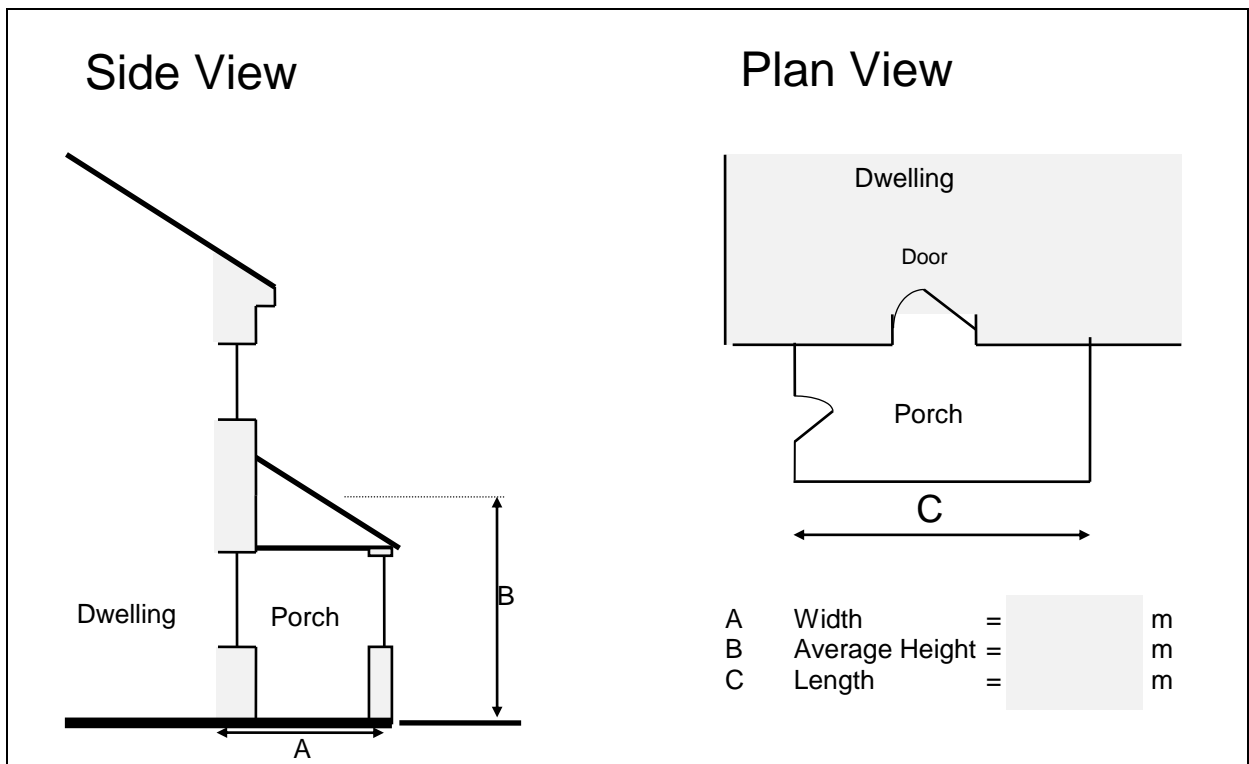 Side View
Plan View
Dwelling
Door
Porch
C
Dwelling
Porch
B
A
A Width = m
B Average Height = m
C Length = m